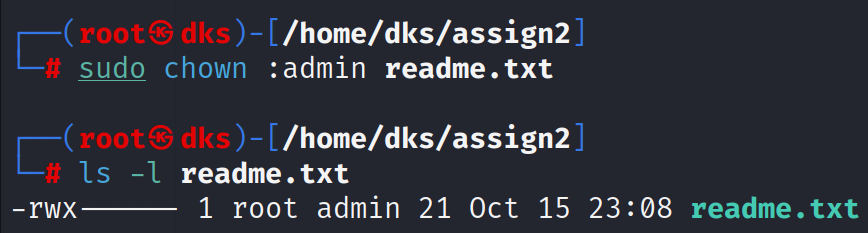 ┌──(root㉿dks)-[/home/dks/assign2]
└─# sudo chown :admin readme.txt
┌──(root㉿dks)-[/home/dks/assign2]
└─# ls -l readme.txt
-rwx------ 1 root admin 21 Oct 15 23:08 readme.txt